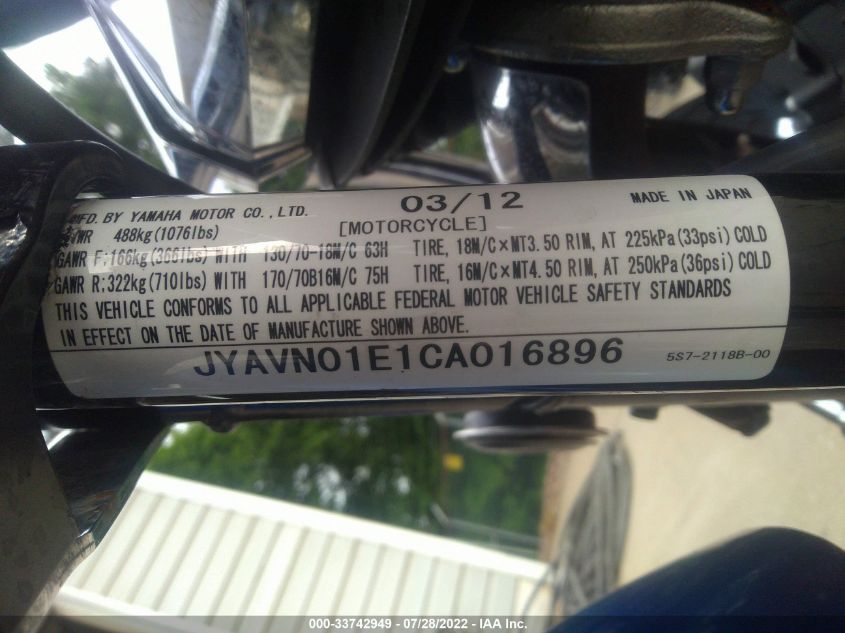 03/12
MFD. BY YAMAHA MOTOR CO., LTD.
MADE IN JAPAN
GVWR 488kg(1076lbs)
[MOTORCYCLE]
GAWR F;166kg(366lbs) WITH 130/70-18M/C 63H TIRE, 18M/C×MT3.50 RIM, AT 225kPa(33psi) COLD
GAWR R:322kg(710lbs) WITH 170/70B16M/C 75H TIRE, 16M/C×MT4.50 RIM, AT 250kPa(36psi) COLD
THIS VEHICLE CONFORMS TO ALL APPLICABLE FEDERAL MOTOR VEHICLE SAFETY STANDARDS
IN EFFECT ON THE DATE OF MANUFACTURE SHOWN ABOVE.
JYAVN01E1CA016896
5S7-2118B-00
000-33742949 - 07/28/2022 - IAA Inc.